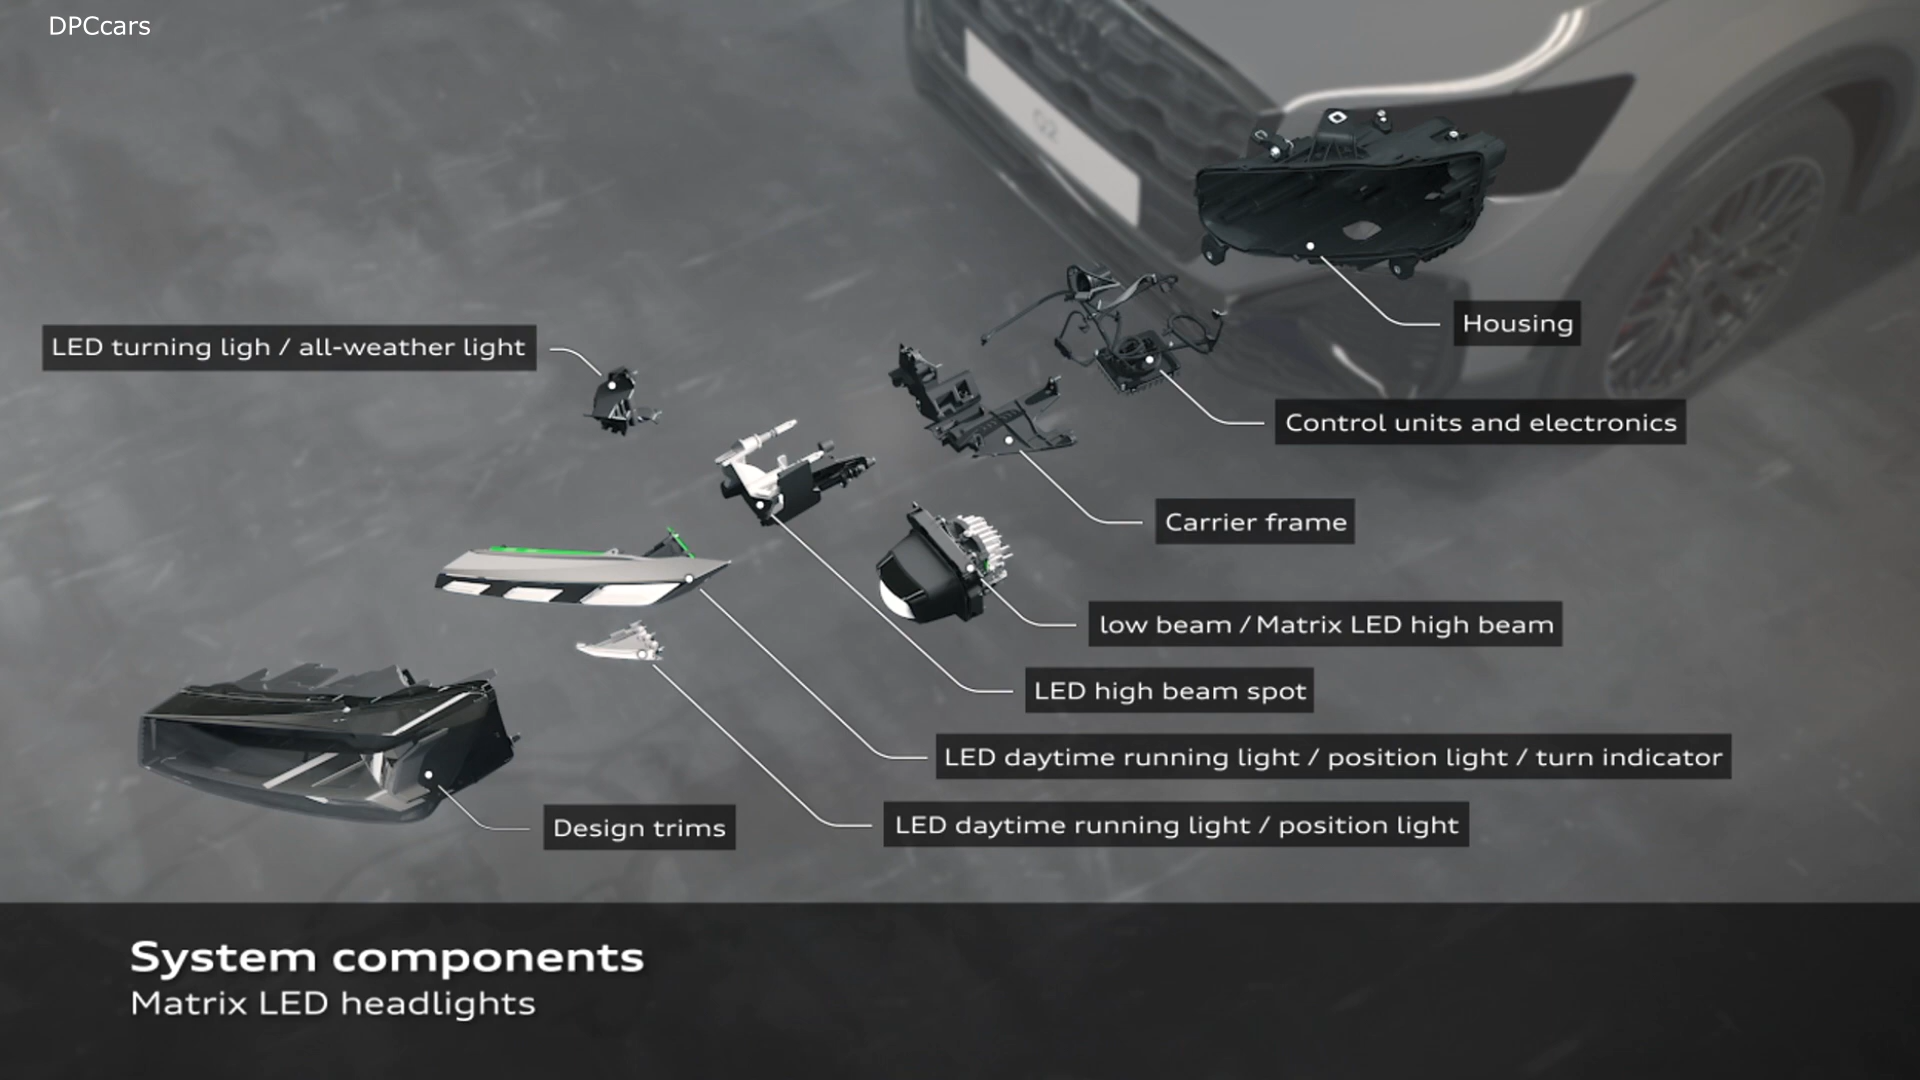 DPCcars
LED turning ligh / all-weather light
Housing
Control units and electronics
Carrier frame
low beam / Matrix LED high beam
LED high beam spot
LED daytime running light / position light / turn indicator
LED daytime running light / position light
Design trims
System components
Matrix LED headlights